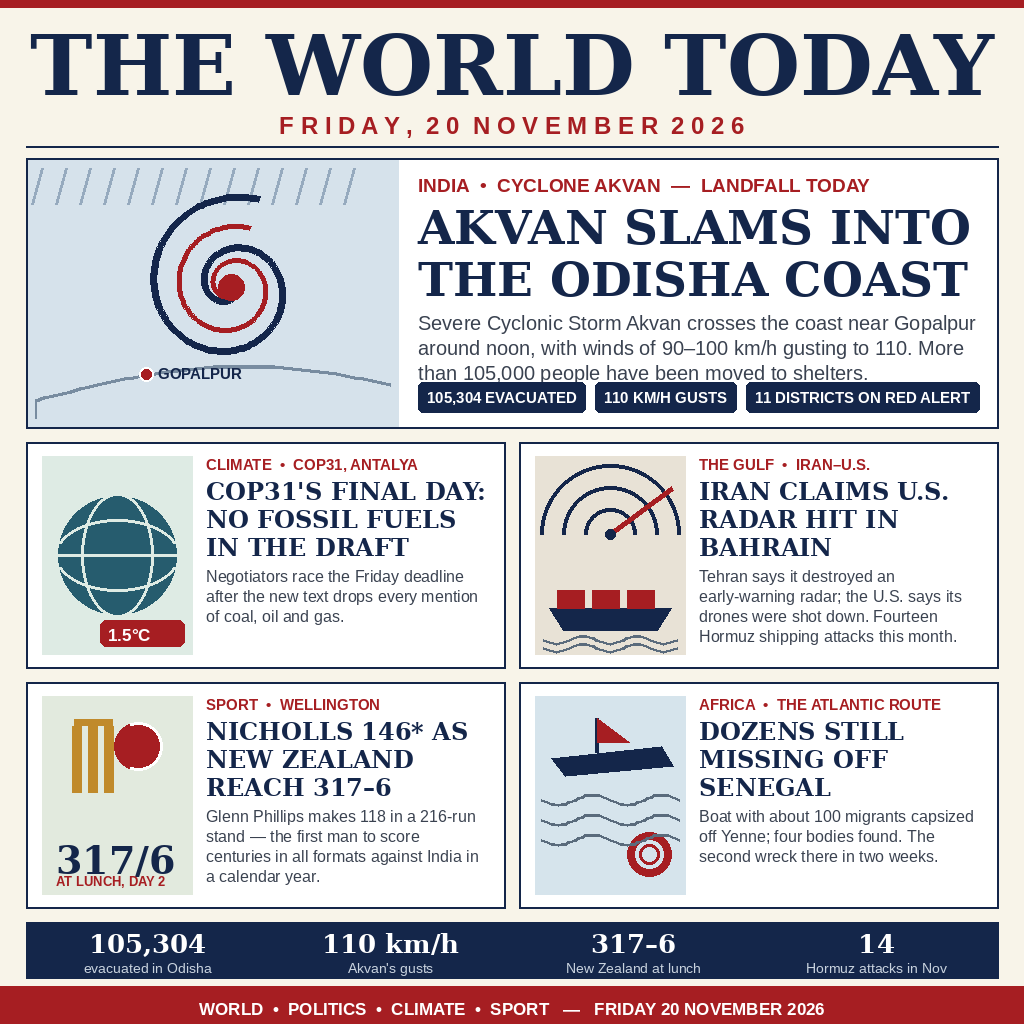 THE WORLD TODAY
FRIDAY, 20 NOVEMBER 2026
GOPALPUR
INDIA • CYCLONE AKVAN — LANDFALL TODAY
AKVAN SLAMS INTO
THE ODISHA COAST
Severe Cyclonic Storm Akvan crosses the coast near Gopalpur
around noon, with winds of 90–100 km/h gusting to 110. More
than 105,000 people have been moved to shelters.
105,304 EVACUATED
110 KM/H GUSTS
11 DISTRICTS ON RED ALERT
1.5°C
CLIMATE • COP31, ANTALYA
COP31'S FINAL DAY:
NO FOSSIL FUELS
IN THE DRAFT
Negotiators race the Friday deadline
after the new text drops every mention
of coal, oil and gas.
THE GULF • IRAN–U.S.
IRAN CLAIMS U.S.
RADAR HIT IN
BAHRAIN
Tehran says it destroyed an
early-warning radar; the U.S. says its
drones were shot down. Fourteen
Hormuz shipping attacks this month.
317/6
AT LUNCH, DAY 2
SPORT • WELLINGTON
NICHOLLS 146* AS
NEW ZEALAND
REACH 317–6
Glenn Phillips makes 118 in a 216-run
stand — the first man to score
centuries in all formats against India in
a calendar year.
AFRICA • THE ATLANTIC ROUTE
DOZENS STILL
MISSING OFF
SENEGAL
Boat with about 100 migrants capsized
off Yenne; four bodies found. The
second wreck there in two weeks.
105,304
evacuated in Odisha
110 km/h
Akvan's gusts
317–6
New Zealand at lunch
14
Hormuz attacks in Nov
WORLD • POLITICS • CLIMATE • SPORT — FRIDAY 20 NOVEMBER 2026